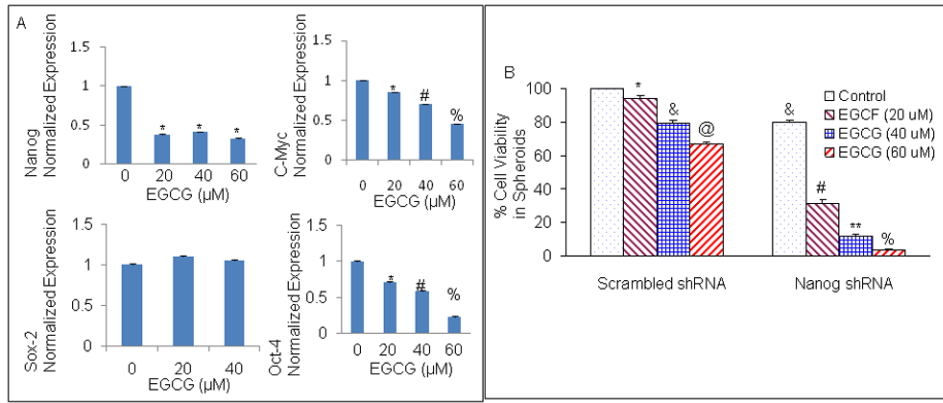 A
Nanog
Normalized Expression
1.5
1
0.5
0
*
*
*
0 20 40 60
EGCG (µM)
C-Myc
Normalized Expression
1.5
1
0.5
0
*
#
%
0 20 40 60
EGCG (µM)
Sox-2
Normalized Expression
1.5
1
0.5
0
0 20 40
EGCG (µM)
Oct-4
Normalized Expression
1.5
1
0.5
0
*
#
%
0 20 40 60
EGCG (µM)
B
% Cell Viability
in Spheroids
100
80
60
40
20
0
*
&
@
&
#
**
%
Control
EGCF (20 uM)
EGCG (40 uM)
EGCG (60 uM)
Scrambled shRNA Nanog shRNA